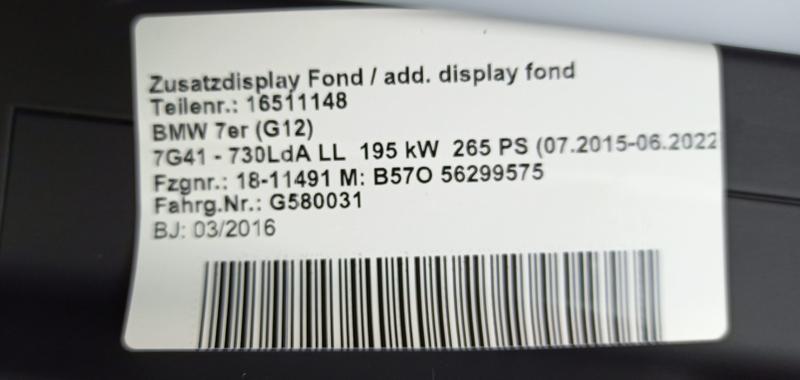 Zusatzdisplay Fond / add. display fond
Teilenr.: 16511148
BMW 7er (G12)
7G41 - 730LdA LL 195 kW 265 PS (07.2015-06.2022
Fzgnr.: 18-11491 M: B57O 56299575
Fahrg.Nr.: G580031
BJ: 03/2016